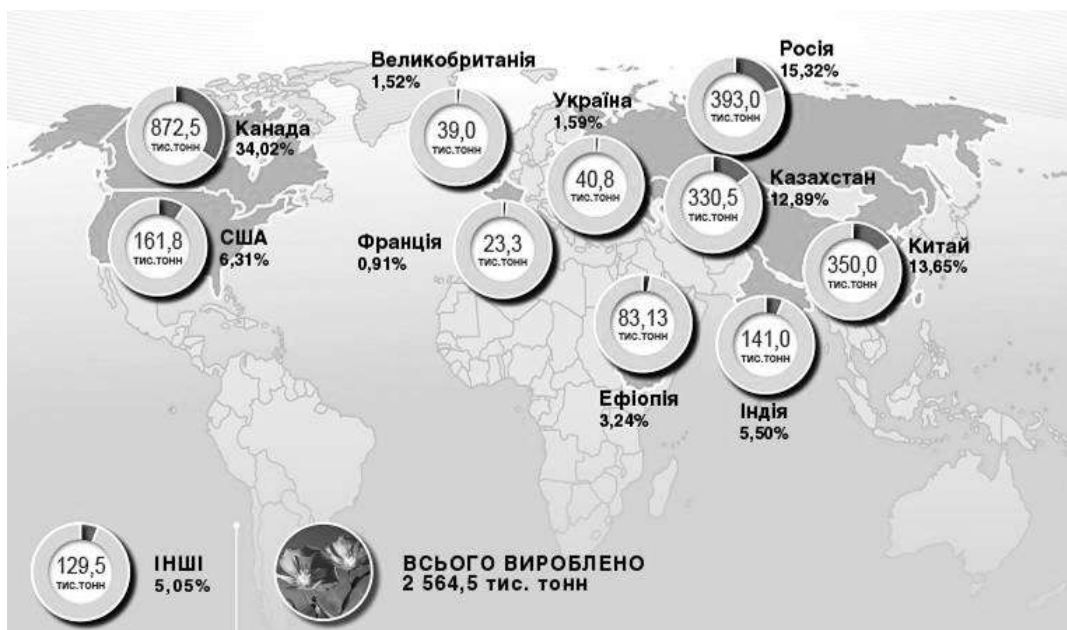 Великобританія
1,52%
39,0
ТИС.ТОНН
Росія
15,32%
393,0
ТИС.ТОНН
872,5
ТИС.ТОНН
Канада
34,02%
Україна
1,59%
40,8
ТИС.ТОНН
Казахстан
12,89%
330,5
ТИС.ТОНН
161,8
ТИС.ТОНН
США
6,31%
Франція
0,91%
23,3
ТИС.ТОНН
Китай
13,65%
350,0
ТИС.ТОНН
83,13
ТИС.ТОНН
Ефіопія
3,24%
141,0
ТИС.ТОНН
Індія
5,50%
129,5
ТИС.ТОНН
ІНШІ
5,05%
ВСЬОГО ВИРОБЛЕНО
2 564,5 тис. тонн